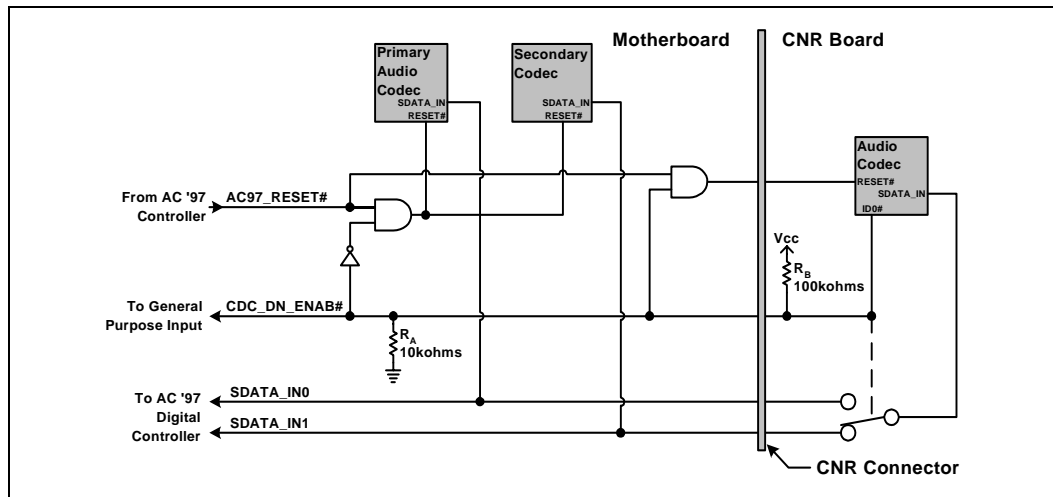 Motherboard
CNR Board
Primary
Audio
Codec
SDATA_IN
RESET#
Secondary
Codec
SDATA_IN
RESET#
Audio
Codec
RESET#
SDATA_IN
ID0#
From AC '97
Controller
AC97_RESET#
Vcc
RB
100kohms
To General
Purpose Input
CDC_DN_ENAB#
RA
10kohms
To AC '97
Digital
Controller
SDATA_IN0
SDATA_IN1
CNR Connector